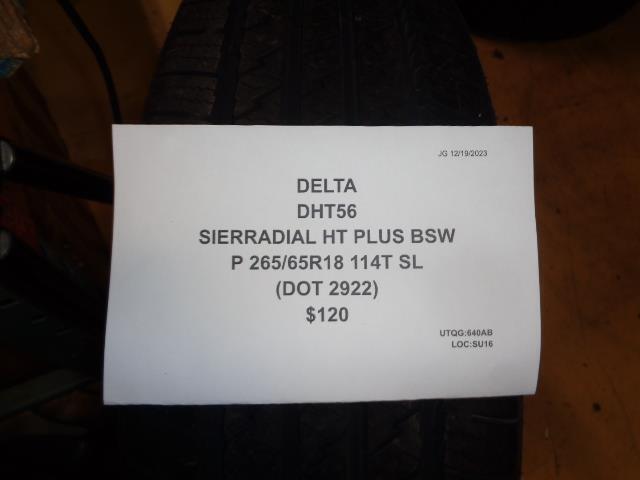 JG 12/19/2023
DELTA
DHT56
SIERRADIAL HT PLUS BSW
P 265/65R18 114T SL
(DOT 2922)
$120
UTQG:640AB
LOC:SU16